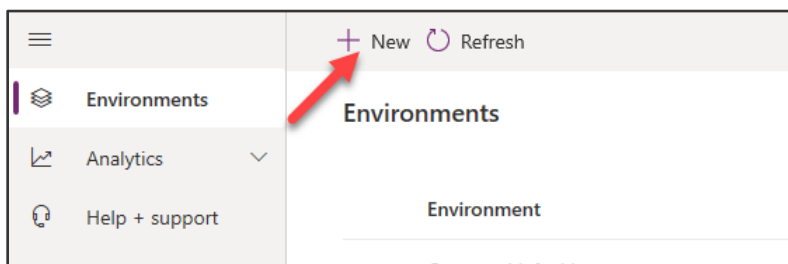 New Refresh
Environments
Environments
Analytics
Help + support
Environment